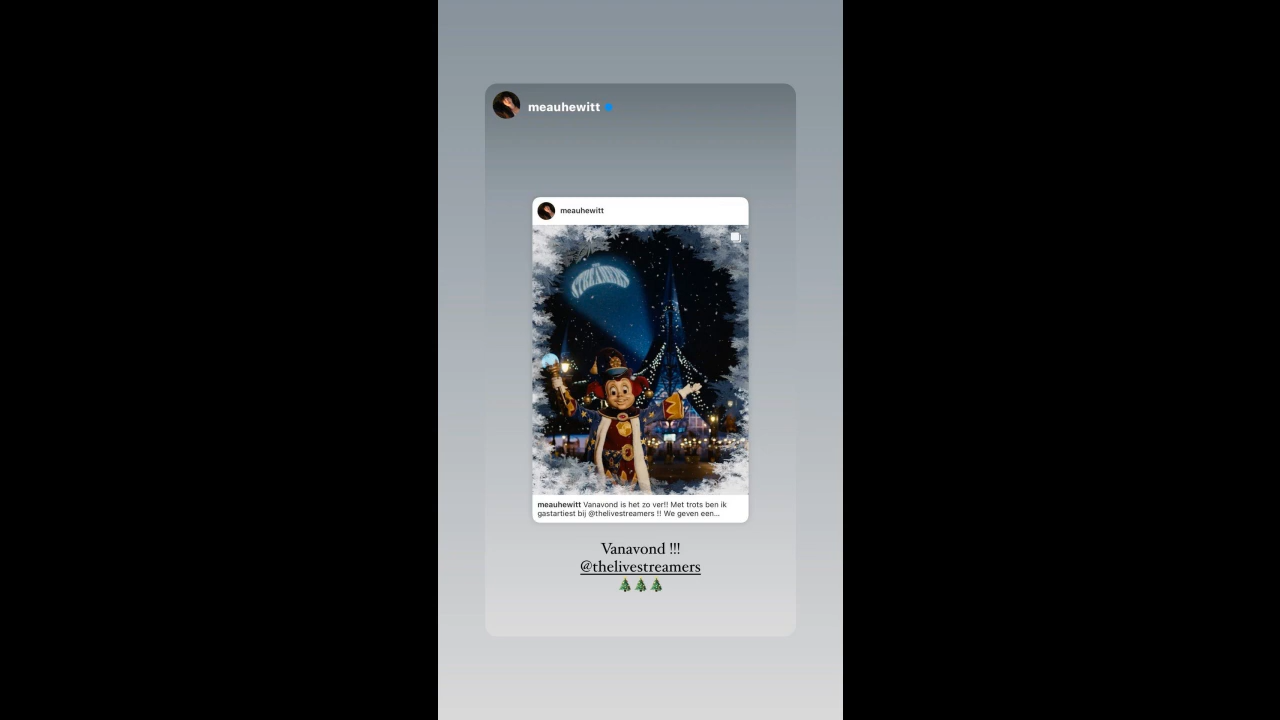 meauhewitt
meauhewitt
STREAMERS
meauhewitt Vanavond is het zo ver!! Met trots ben ik
gastartiest bij @thelivestreamers !! We geven een...
Vanavond !!!
@thelivestreamers
🎄🎄🎄